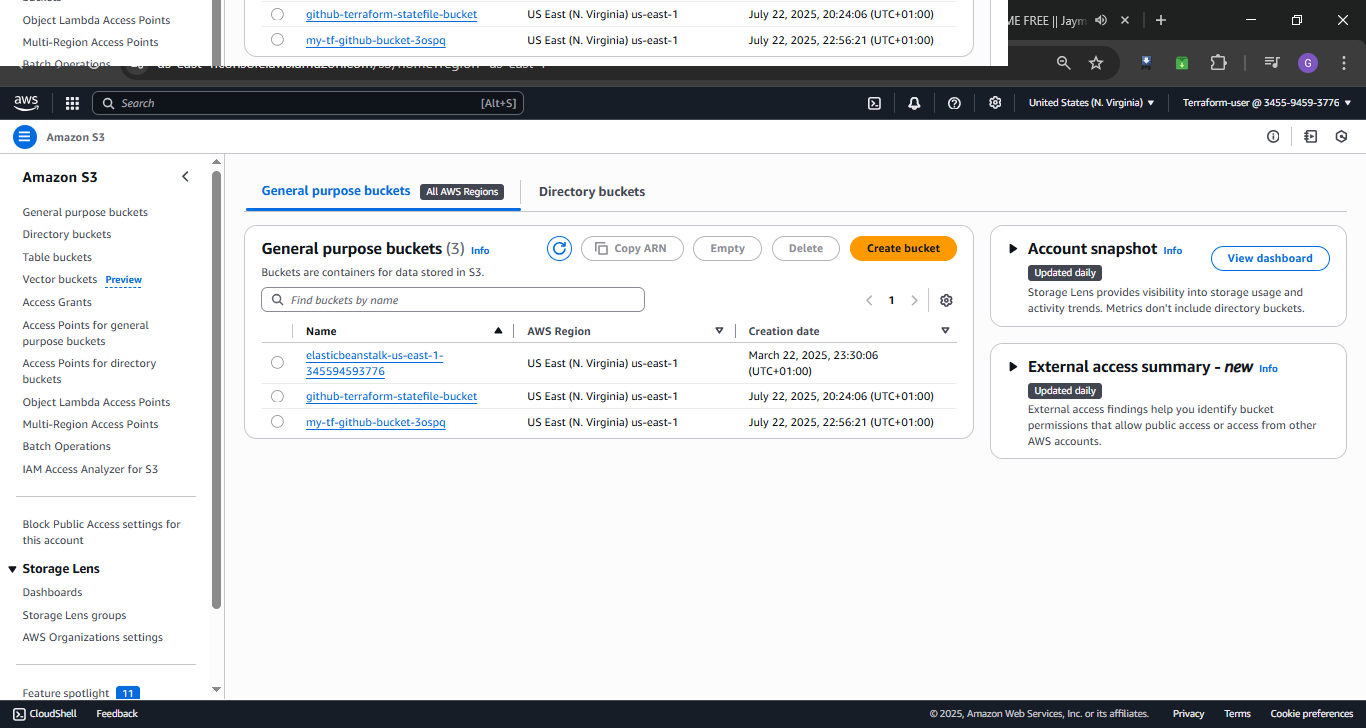 Object Lambda Access Points
Multi-Region Access Points
Batch Operations
github-terraform-statefile-bucket US East (N. Virginia) us-east-1 July 22, 2025, 20:24:06 (UTC+01:00)
my-tf-github-bucket-3ospq US East (N. Virginia) us-east-1 July 22, 2025, 22:56:21 (UTC+01:00)
ME FREE || Jaym
G
aws Search [Alt+S] United States (N. Virginia) Terraform-user @ 3455-9459-3776
Amazon S3
Amazon S3
General purpose buckets
Directory buckets
Table buckets
Vector buckets Preview
Access Grants
Access Points for general
purpose buckets
Access Points for directory
buckets
Object Lambda Access Points
Multi-Region Access Points
Batch Operations
IAM Access Analyzer for S3
Block Public Access settings for
this account
Storage Lens
Dashboards
Storage Lens groups
AWS Organizations settings
Feature spotlight 11
General purpose buckets All AWS Regions Directory buckets
General purpose buckets (3) Info Copy ARN Empty Delete Create bucket
Buckets are containers for data stored in S3.
Find buckets by name 1
Name AWS Region Creation date
elasticbeanstalk-us-east-1-
345594593776 US East (N. Virginia) us-east-1 March 22, 2025, 23:30:06
(UTC+01:00)
github-terraform-statefile-bucket US East (N. Virginia) us-east-1 July 22, 2025, 20:24:06 (UTC+01:00)
my-tf-github-bucket-3ospq US East (N. Virginia) us-east-1 July 22, 2025, 22:56:21 (UTC+01:00)
Account snapshot Info View dashboard
Updated daily
Storage Lens provides visibility into storage usage and
activity trends. Metrics don't include directory buckets.
External access summary - new Info
Updated daily
External access findings help you identify bucket
permissions that allow public access or access from other
AWS accounts.
CloudShell Feedback © 2025, Amazon Web Services, Inc. or its affiliates. Privacy Terms Cookie preferences